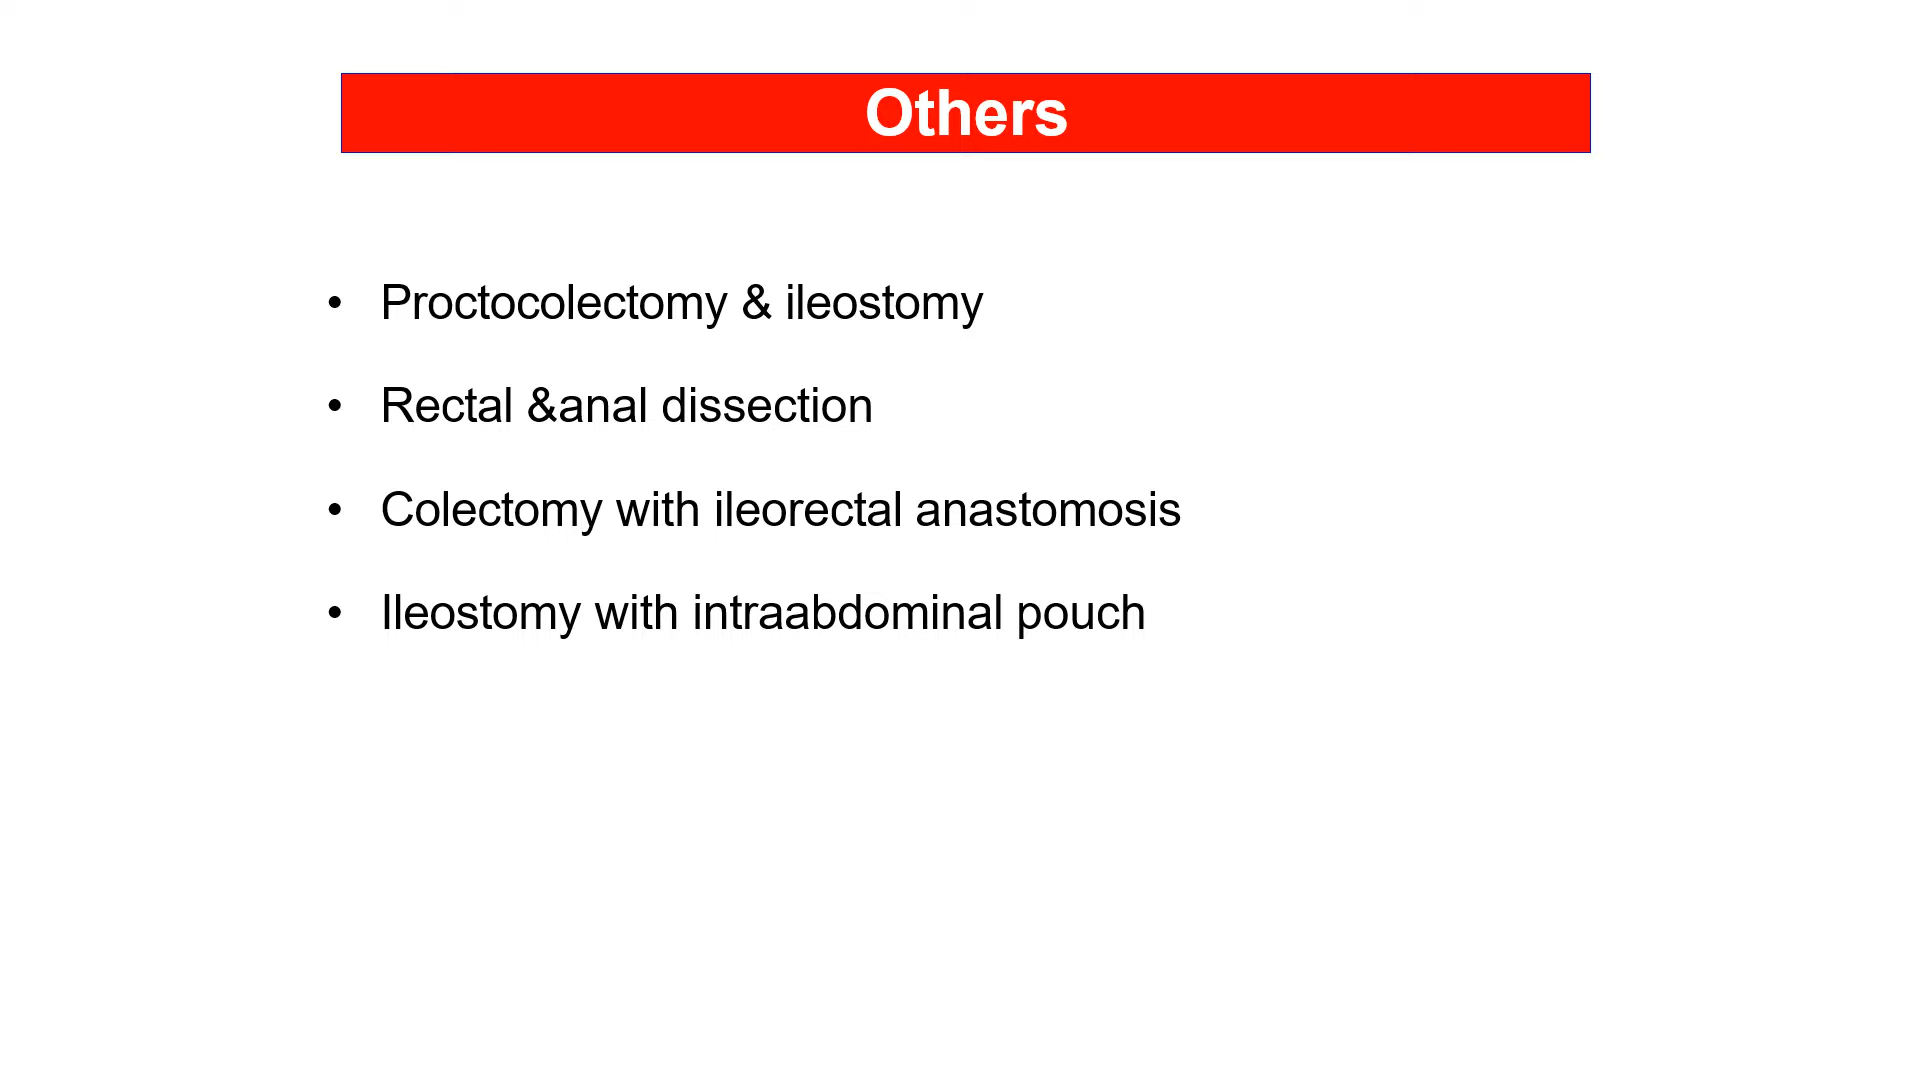 Others
• Proctocolectomy & ileostomy
• Rectal &anal dissection
• Colectomy with ileorectal anastomosis
• Ileostomy with intraabdominal pouch